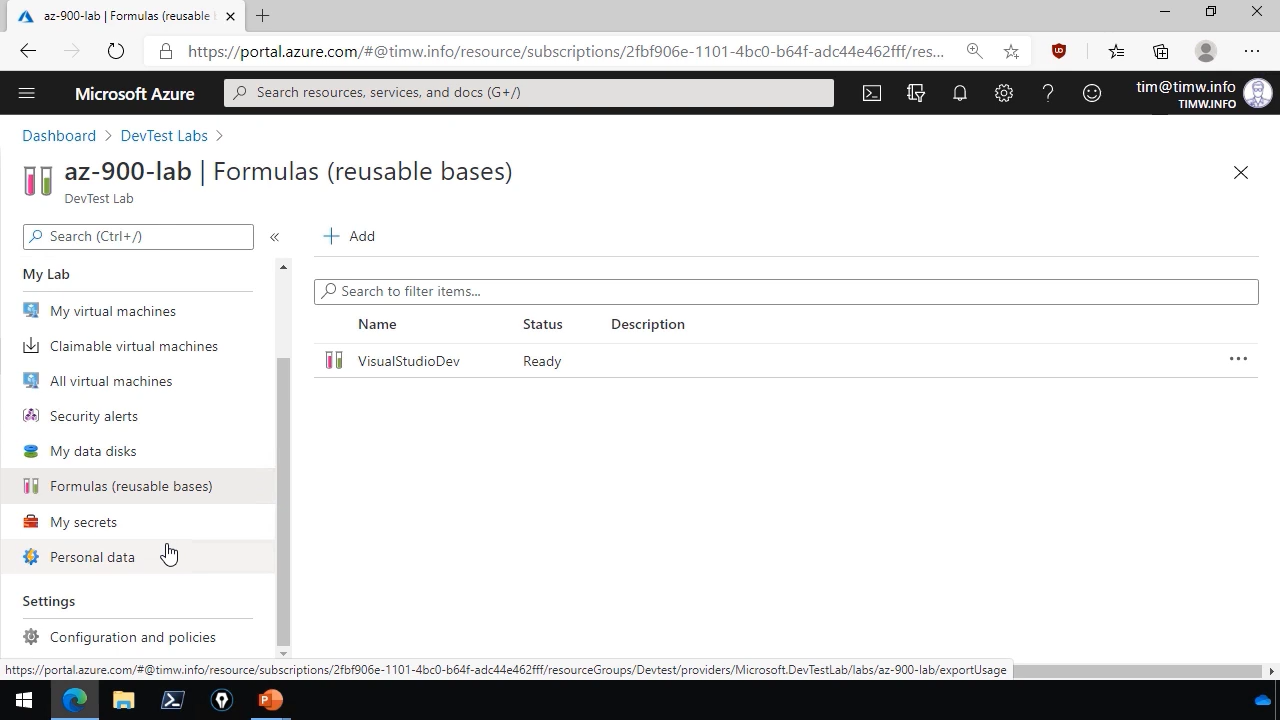 az-900-lab | Formulas (reusable
https://portal.azure.com/#@timw.info/resource/subscriptions/2fbf906e-1101-4bc0-b64f-adc44e462fff/res...
Microsoft Azure
Search resources, services, and docs (G+/)
tim@timw.info
TIMW.INFO
Dashboard > DevTest Labs >
az-900-lab | Formulas (reusable bases)
DevTest Lab
Search (Ctrl+/)
«
Add
My Lab
My virtual machines
Claimable virtual machines
All virtual machines
Security alerts
My data disks
Formulas (reusable bases)
My secrets
Personal data
Settings
Configuration and policies
Search to filter items...
Name Status Description
VisualStudioDev Ready
https://portal.azure.com/#@timw.info/resource/subscriptions/2fbf906e-1101-4bc0-b64f-adc44e462fff/resourceGroups/Devtest/providers/Microsoft.DevTestLab/labs/az-900-lab/exportUsage